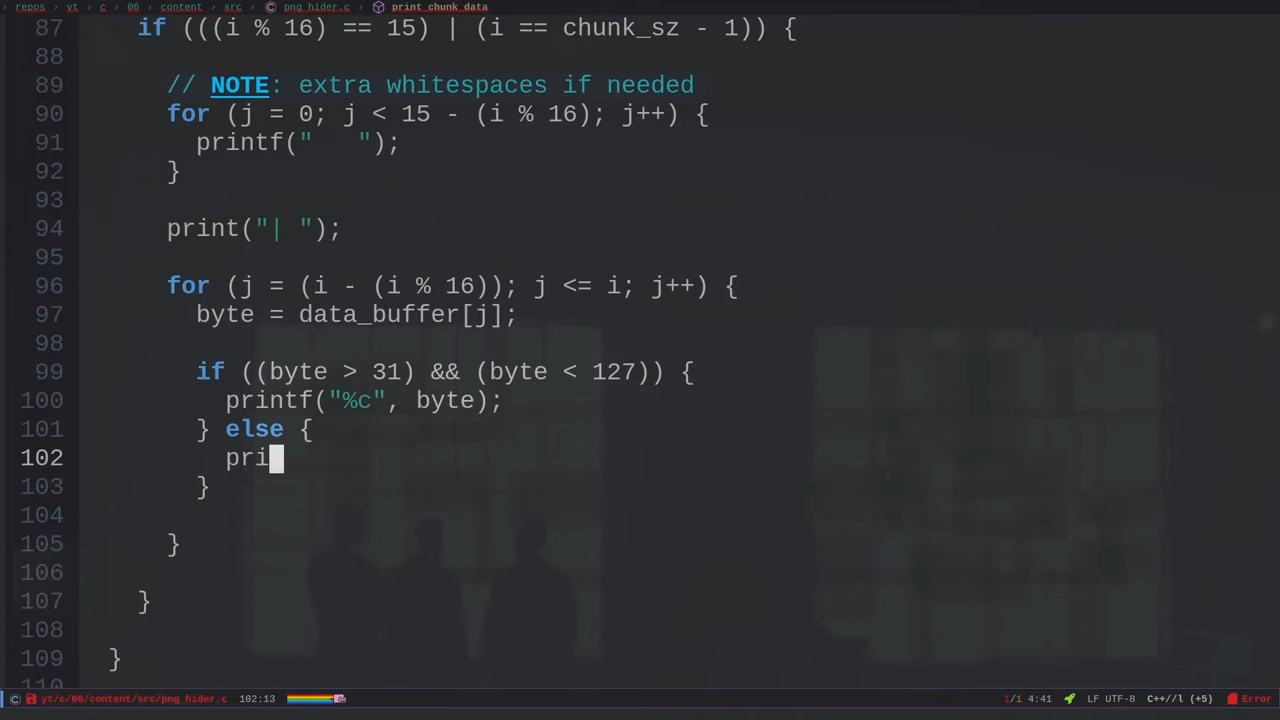 repos › yt › c › 06 › content › src › png_hider.c › print_chunk_data
87 if (((i % 16) == 15) | (i == chunk_sz - 1)) {
88
89 // NOTE: extra whitespaces if needed
90 for (j = 0; j < 15 - (i % 16); j++) {
91 printf("   ");
92 }
93
94 print("| ");
95
96 for (j = (i - (i % 16)); j <= i; j++) {
97 byte = data_buffer[j];
98
99 if ((byte > 31) && (byte < 127)) {
100 printf("%c", byte);
101 } else {
102 pri
103 }
104
105 }
106
107 }
108
109 }
110
yt/c/06/content/src/png_hider.c 102:13 1/1 4:41 LF UTF-8 C++//l (+5) Error